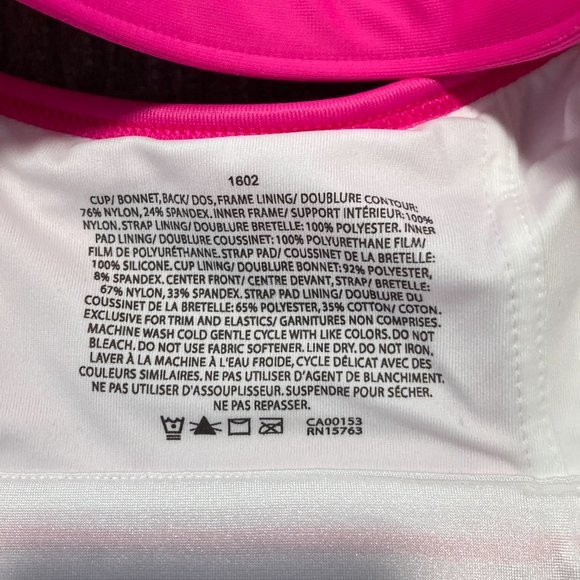 1602
CUP/ BONNET,BACK/ DOS, FRAME LINING/ DOUBLURE CONTOUR:
76% NYLON, 24% SPANDEX. INNER FRAME/ SUPPORT INTÉRIEUR:100%
NYLON. STRAP LINING/ DOUBLURE BRETELLE: 100% POLYESTER. INNER
PAD LINING/ DOUBLURE COUSSINET: 100% POLYURETHANE FILM/
FILM DE POLYURÉTHANNE. STRAP PAD/ COUSSINET DE LA BRETELLE:
100% SILICONE. CUP LINING/ DOUBLURE BONNET: 92% POLYESTER,
8% SPANDEX. CENTER FRONT/ CENTRE DEVANT, STRAP/ BRETELLE:
67% NYLON, 33% SPANDEX. STRAP PAD LINING/ DOUBLURE DU
COUSSINET DE LA BRETELLE: 65% POLYESTER, 35% COTTON/ COTON.
EXCLUSIVE FOR TRIM AND ELASTICS/ GARNITURES NON COMPRISES.
MACHINE WASH COLD GENTLE CYCLE WITH LIKE COLORS. DO NOT
BLEACH. DO NOT USE FABRIC SOFTENER. LINE DRY. DO NOT IRON.
LAVER À LA MACHINE À L'EAU FROIDE, CYCLE DÉLICAT AVEC DES
COULEURS SIMILAIRES. NE PAS UTILISER D'AGENT DE BLANCHIMENT.
NE PAS UTILISER D'ASSOUPLISSEUR. SUSPENDRE POUR SÉCHER.
NE PAS REPASSER.
CA00153
RN15763